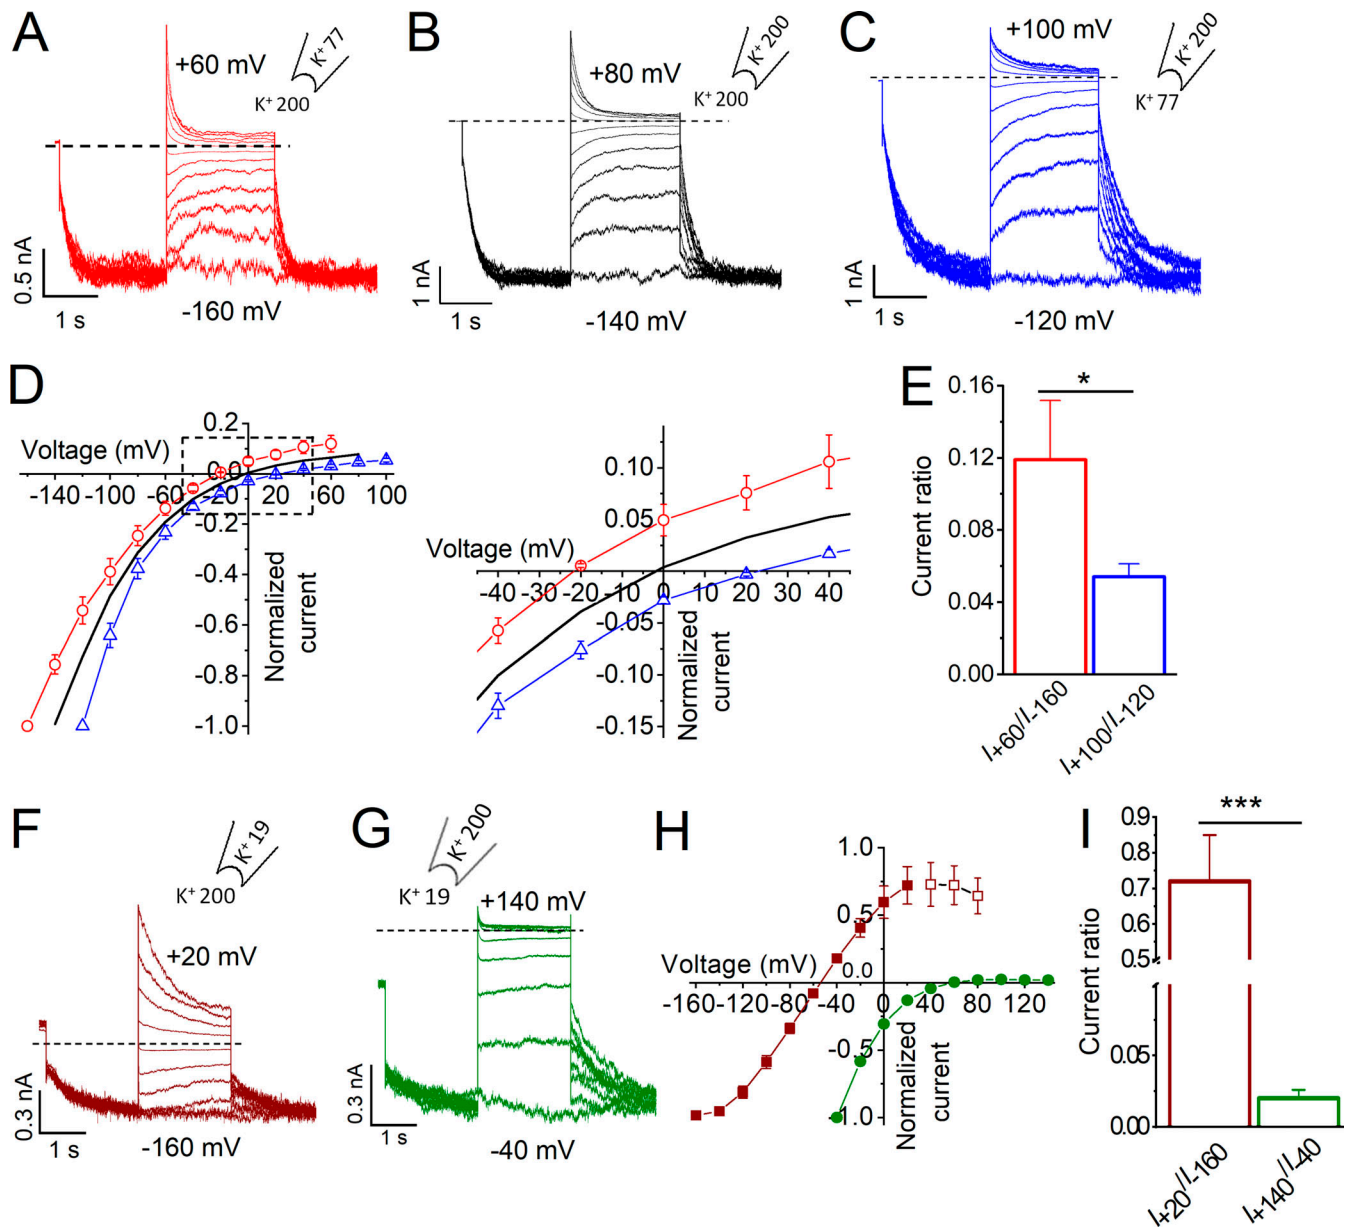 A
+60 mV
K⁺ 77
K⁺ 200
0.5 nA
1 s
-160 mV
B
+80 mV
K⁺ 200
K⁺ 200
1 nA
1 s
-140 mV
C
+100 mV
K⁺ 200
K⁺ 77
1 nA
1 s
-120 mV
D
Voltage (mV)
0.2
0.0
-0.2
-0.4
-0.6
-0.8
-1.0
-140
-100
-60
-20
20
60
100
Normalized
current
Voltage (mV)
0.10
0.05
-0.05
-0.10
-0.15
-40
-30
-20
-10
0
10
20
30
40
Normalized
current
E
Current ratio
0.16
0.12
0.08
0.04
0.00
*
I+60/I-160
I+100/I-120
F
K⁺ 19
K⁺ 200
+20 mV
0.3 nA
1 s
-160 mV
G
K⁺ 200
K⁺ 19
+140 mV
0.3 nA
1 s
-40 mV
H
Voltage (mV)
1.0
0.5
0.0
-0.5
-1.0
-160
-120
-80
-40
0
40
80
120
Normalized
current
I
Current ratio
0.9
0.8
0.7
0.6
0.5
0.05
0.00
***
I+20/I-160
I+140/I-40